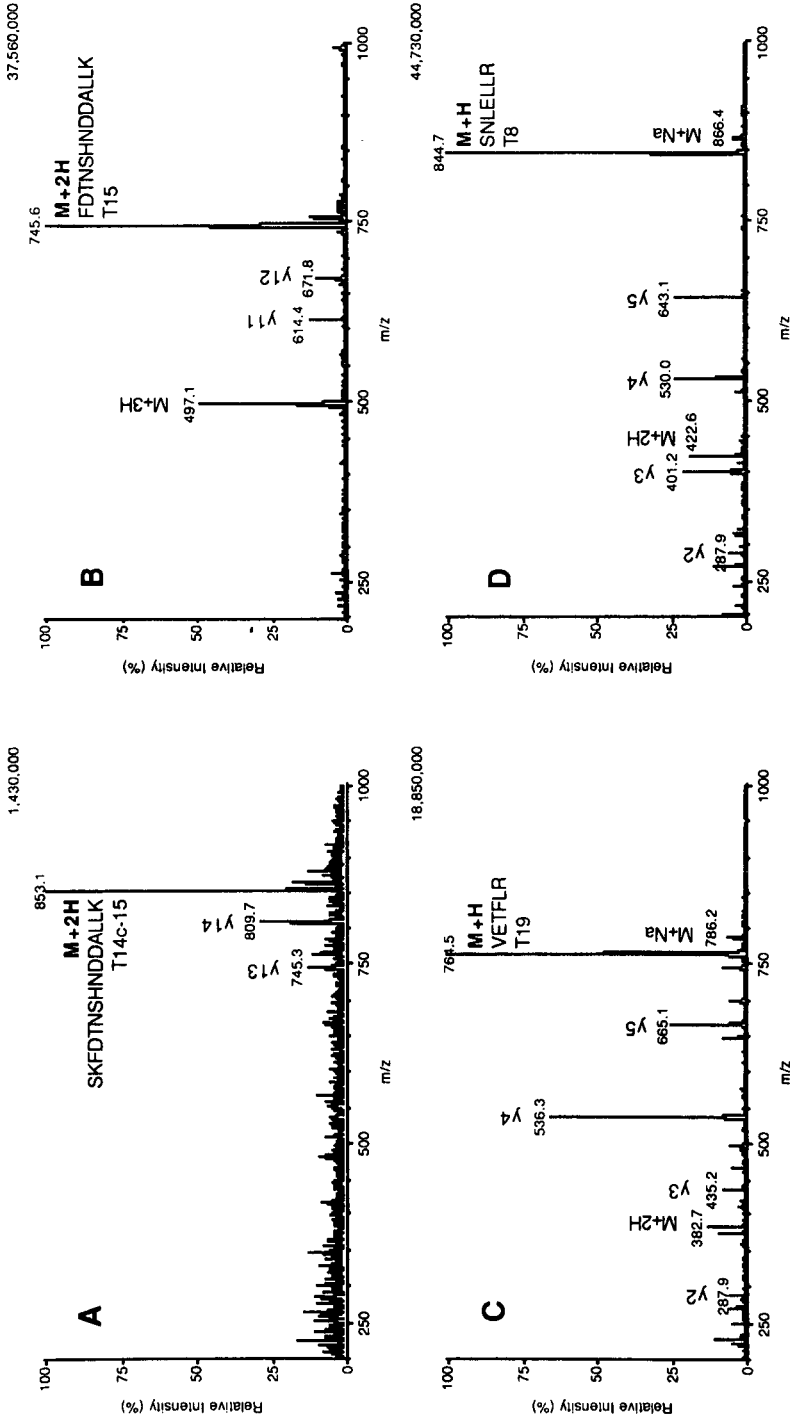 1,430,000
A
853.1
M+2H
SKFDTNSHNDDALLK
T14c-15
y14
809.7
y13
745.3
Relative Intensity (%)
100
75
50
25
0
250
500
750
1000
m/z
37,560,000
B
745.6
M+2H
FDTNSHNDDALLK
T15
y12
671.8
y11
614.4
M+3H
497.1
Relative Intensity (%)
100
75
50
25
0
250
500
750
1000
m/z
18,850,000
C
764.5
M+H
VETFLR
T19
M+Na
786.2
y5
665.1
y4
536.3
y3
435.2
M+2H
382.7
y2
287.9
Relative Intensity (%)
100
75
50
25
0
250
500
750
1000
m/z
44,730,000
D
844.7
M+H
SNLELLR
T8
M+Na
866.4
y5
643.1
y4
530.0
M+2H
422.6
y3
401.2
y2
287.9
Relative Intensity (%)
100
75
50
25
0
250
500
750
1000
m/z